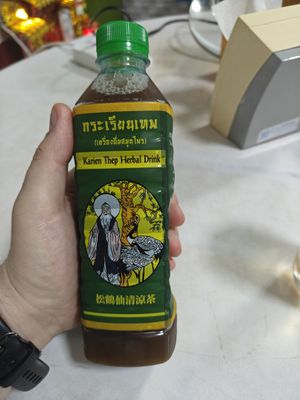 กระเรียนเทพ
(เครื่องดื่มสมุนไพร)
Karien Thep Herbal Drink
松鶴仙清涼茶